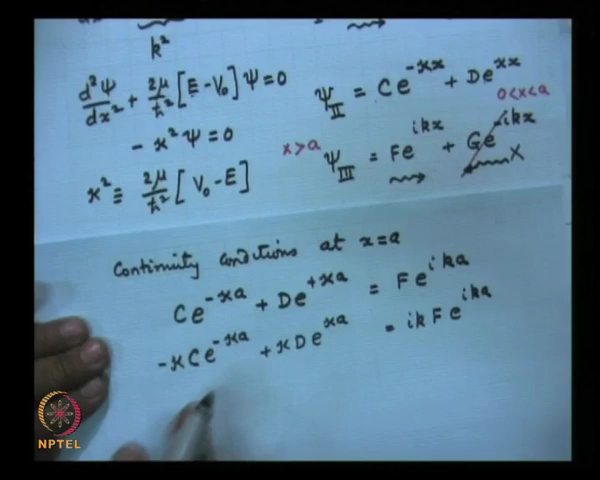 k²
d²Ψ/dx² + 2μ/ħ² [E-V₀] Ψ = 0
Ψ_II = Ce^{-κx} + De^{κx}
0<x<a
-κ²Ψ = 0
x>a Ψ_III = Fe^{ikx} + Ge^{-ikx} X
κ² ≡ 2μ/ħ² [V₀-E]
Continuity conditions at x=a
Ce^{-κa} + De^{+κa} = Fe^{ika}
-κCe^{-κa} + κDe^{κa} = ikFe^{ika}
NPTEL